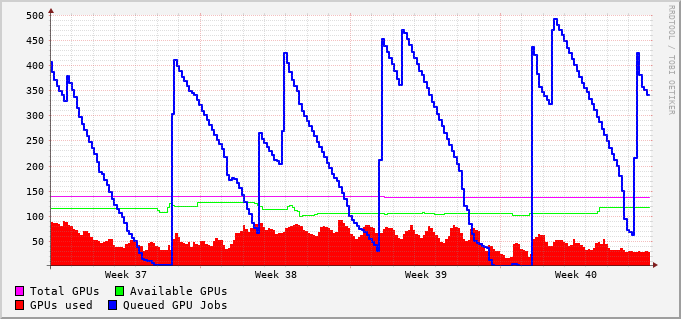 500
450
400
350
300
250
200
150
100
50
RRDTOOL / TOBI OETIKER
Week 37 Week 38 Week 39 Week 40
Total GPUs Available GPUs
GPUs used Queued GPU Jobs